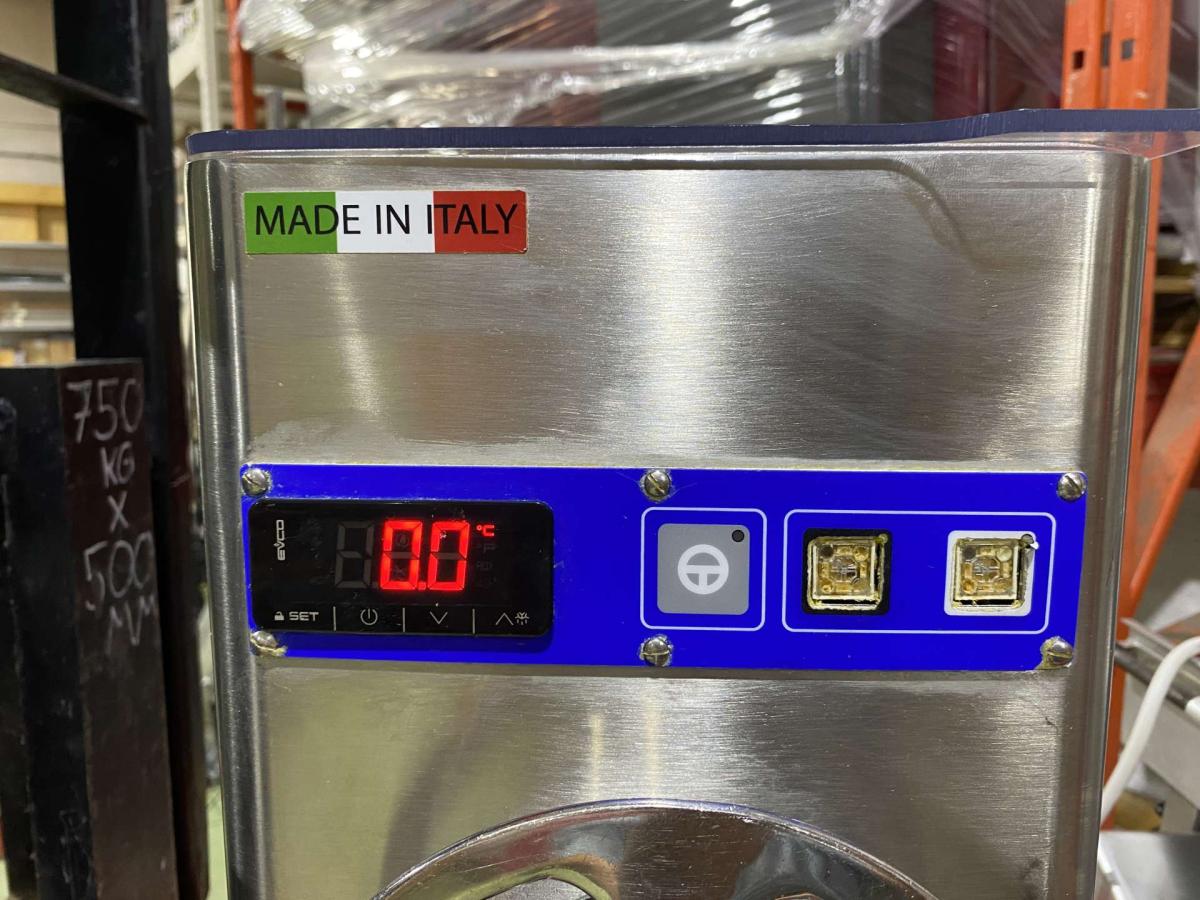 MADE IN ITALY
EVCO
0.0 °C
SET
750
KG
X
500
MM